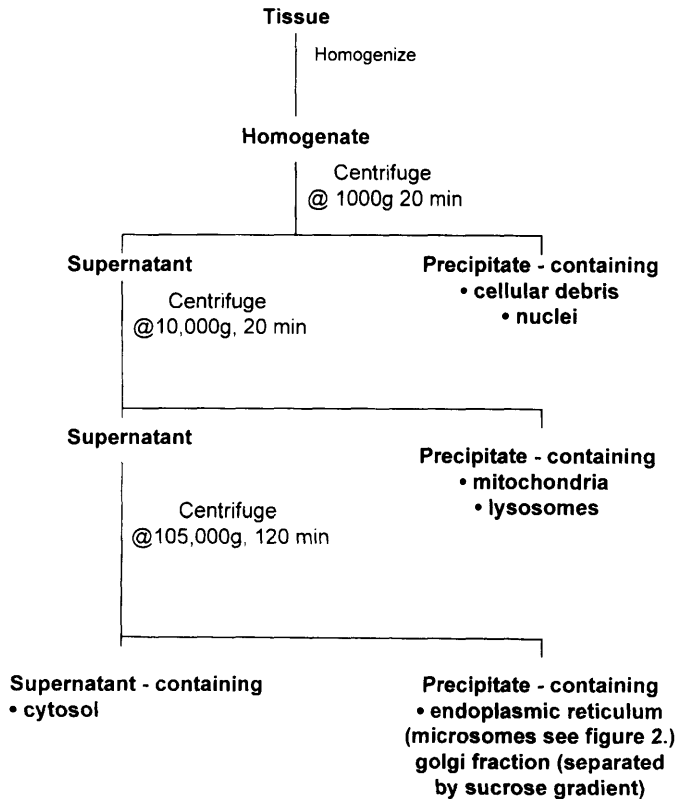 Tissue
Homogenize
Homogenate
Centrifuge
@ 1000g 20 min
Supernatant
Precipitate - containing
• cellular debris
• nuclei
Centrifuge
@10,000g, 20 min
Supernatant
Precipitate - containing
• mitochondria
• lysosomes
Centrifuge
@105,000g, 120 min
Supernatant - containing
• cytosol
Precipitate - containing
• endoplasmic reticulum
(microsomes see figure 2.)
golgi fraction (separated
by sucrose gradient)